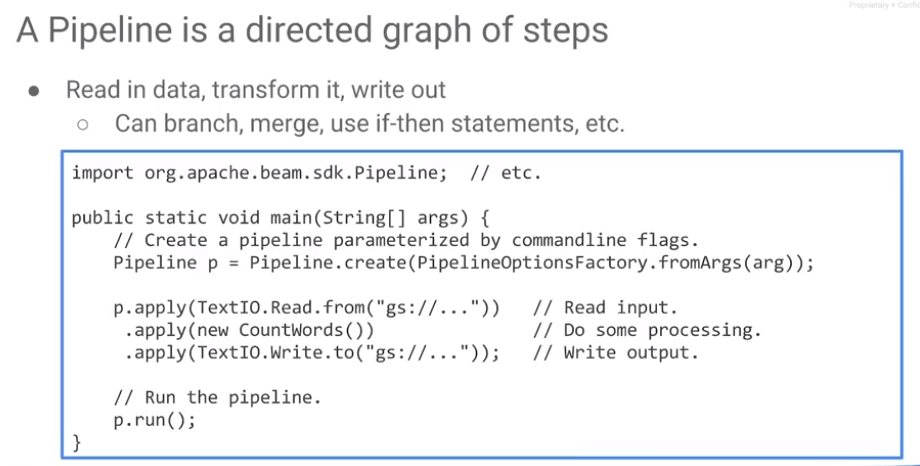 Proprietary + Confid
A Pipeline is a directed graph of steps
● Read in data, transform it, write out
○ Can branch, merge, use if-then statements, etc.
import org.apache.beam.sdk.Pipeline;  // etc.
public static void main(String[] args) {
    // Create a pipeline parameterized by commandline flags.
    Pipeline p = Pipeline.create(PipelineOptionsFactory.fromArgs(arg));
    p.apply(TextIO.Read.from("gs://..."))   // Read input.
     .apply(new CountWords())               // Do some processing.
     .apply(TextIO.Write.to("gs://..."));   // Write output.
    // Run the pipeline.
    p.run();
}